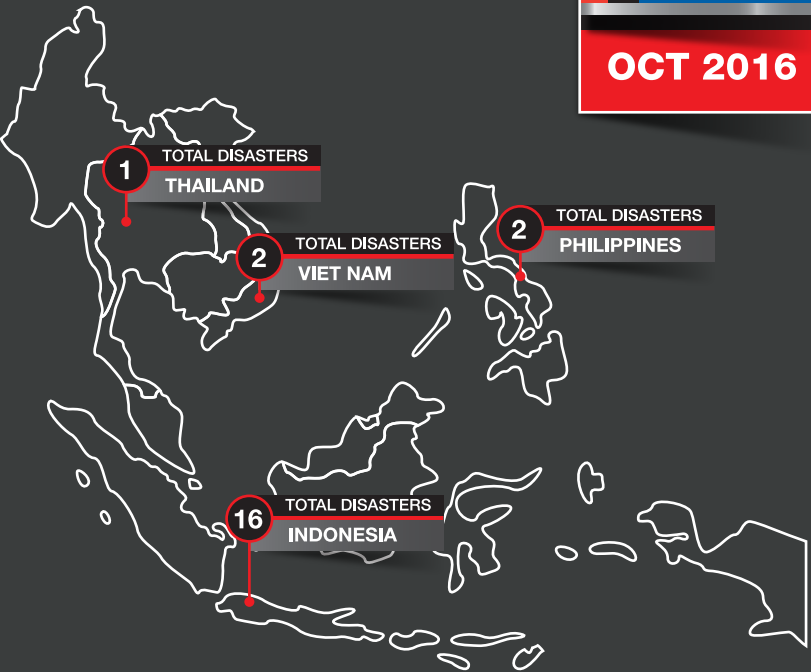 OCT 2016
1
TOTAL DISASTERS
THAILAND
2
TOTAL DISASTERS
PHILIPPINES
2
TOTAL DISASTERS
VIET NAM
16
TOTAL DISASTERS
INDONESIA